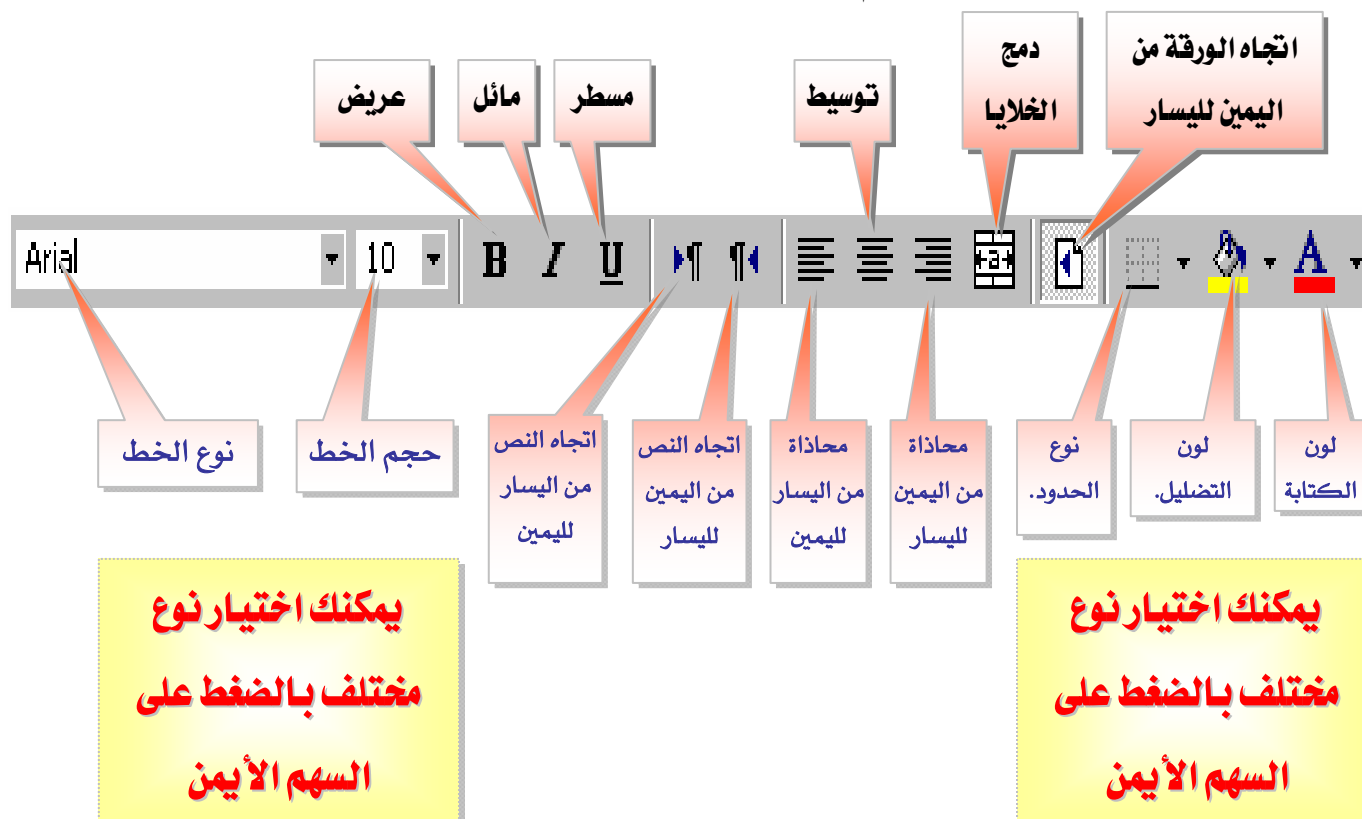 اتجاه الورقة من
اليمين لليسار
دمج
الخلايا
توسيط
مسطر
مائل
عريض
Arial
10
B I U
a
A
نوع الخط
حجم الخط
اتجاه النص
من اليسار
لليمين
اتجاه النص
من اليمين
لليسار
محاذاة
من اليسار
لليمين
محاذاة
من اليمين
لليسار
نوع
الحدود.
لون
التضليل.
لون
الكتابة
يمكنك اختيار نوع
مختلف بالضغط على
السهم الأيمن
يمكنك اختيار نوع
مختلف بالضغط على
السهم الأيمن